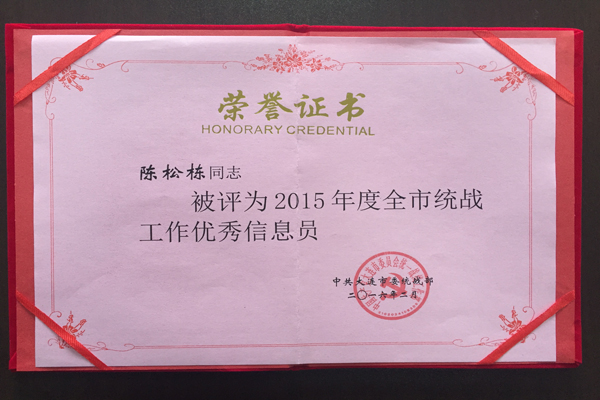 荣誉证书
HONORARY CREDENTIAL
陈松栋同志
被评为2015年度全市统战
工作优秀信息员
中共大连市委统战部
二〇一六年二月